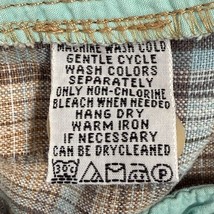 MACHINE WASH COLD
GENTLE CYCLE
WASH COLORS
SEPARATELY
ONLY NON-CHLORINE
BLEACH WHEN NEEDED
HANG DRY
WARM IRON
IF NECESSARY
CAN BE DRYCLEANED
30°C P